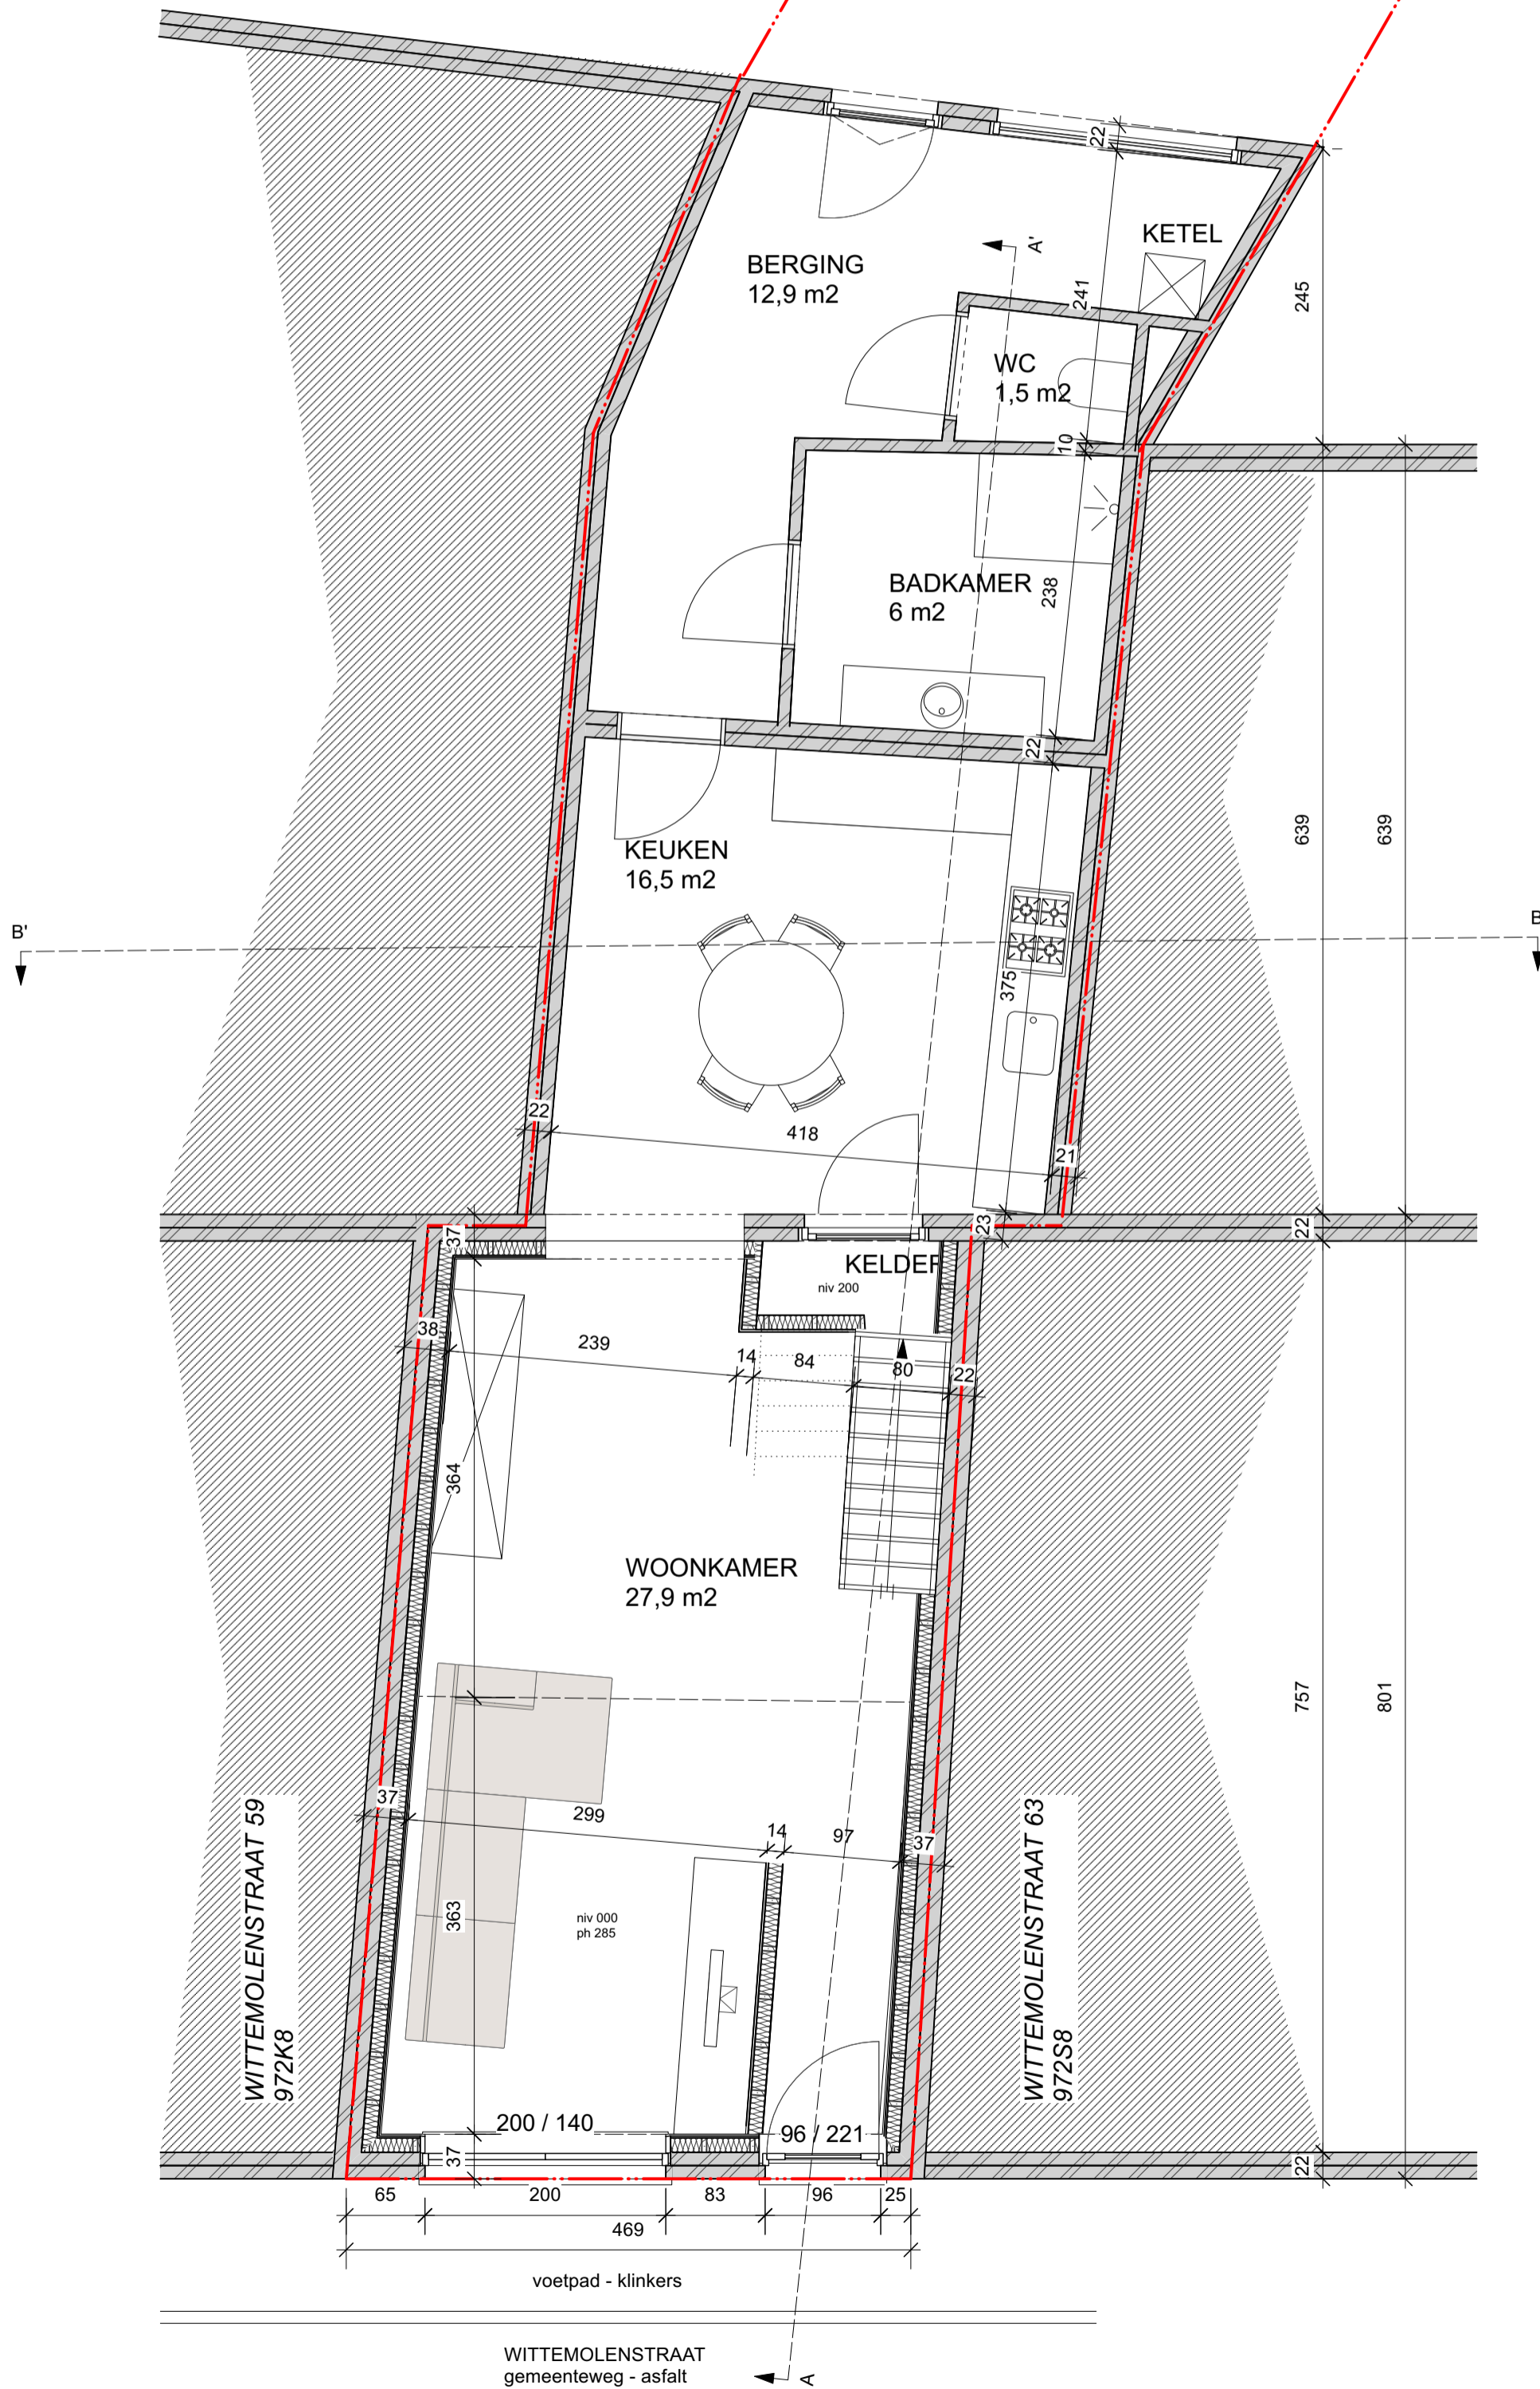 22
KETEL
A'
BERGING
12,9 m2
241
245
WC
1,5 m2
10
BADKAMER
6 m2
238
22
KEUKEN
16,5 m2
639
639
B'
B
375
22
418
21
37
23
22
KELDER
niv 200
38
239
14
84
80
22
364
WOONKAMER
27,9 m2
757
801
37
299
14
97
37
WITTEMOLENSTRAAT 59
972K8
WITTEMOLENSTRAAT 63
972S8
363
niv 000
ph 285
200 / 140
96 / 221
37
22
65
200
83
96
25
469
voetpad - klinkers
WITTEMOLENSTRAAT
gemeenteweg - asfalt
A